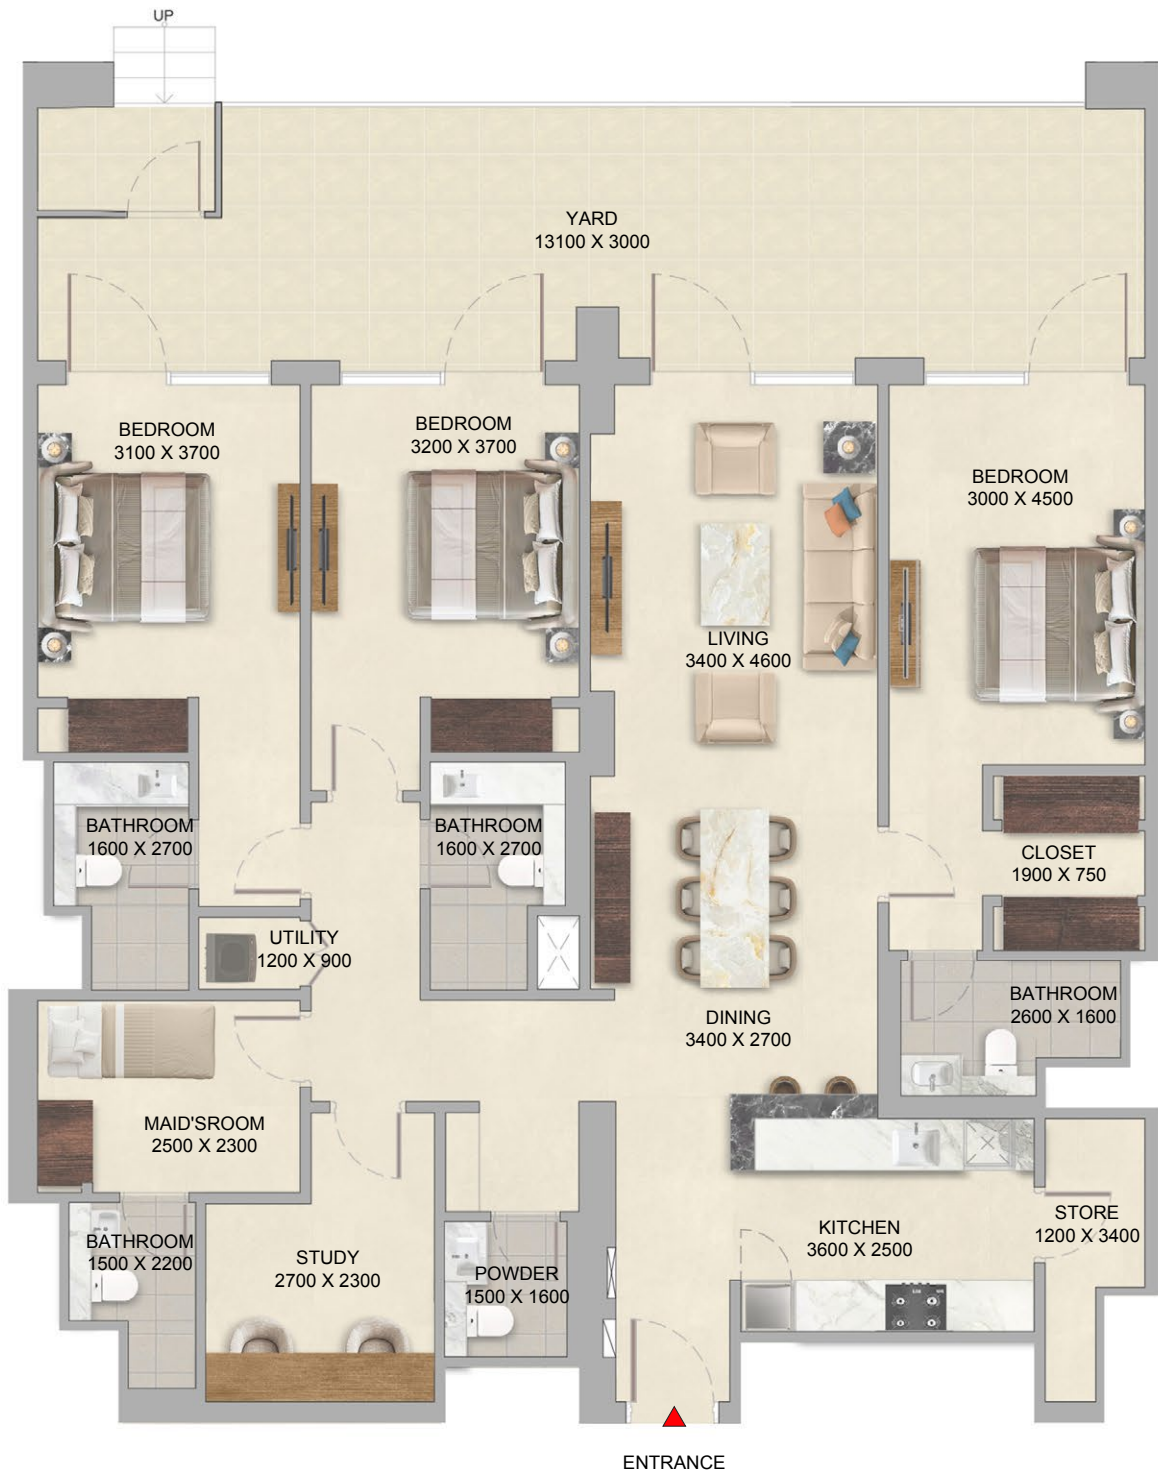 UP
YARD
13100 X 3000
BEDROOM
3100 X 3700
BEDROOM
3200 X 3700
BEDROOM
3000 X 4500
LIVING
3400 X 4600
BATHROOM
1600 X 2700
BATHROOM
1600 X 2700
CLOSET
1900 X 750
UTILITY
1200 X 900
BATHROOM
2600 X 1600
DINING
3400 X 2700
MAID'SROOM
2500 X 2300
BATHROOM
1500 X 2200
STUDY
2700 X 2300
POWDER
1500 X 1600
KITCHEN
3600 X 2500
STORE
1200 X 3400
ENTRANCE